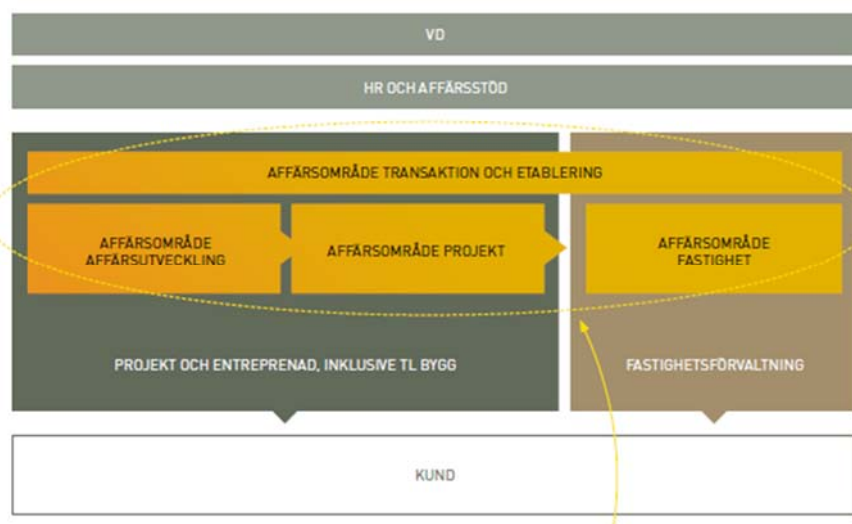 VD
HR OCH AFFÄRSSTÖD
AFFÄRSOMRÅDE TRANSAKTION OCH ETABLERING
AFFÄRSOMRÅDE
AFFÄRSUTVECKLING
AFFÄRSOMRÅDE PROJEKT
AFFÄRSOMRÅDE
FASTIGHET
PROJEKT OCH ENTREPRENAD, INKLUSIVE TL BYGG
FASTIGHETSFÖRVALTNING
KUND